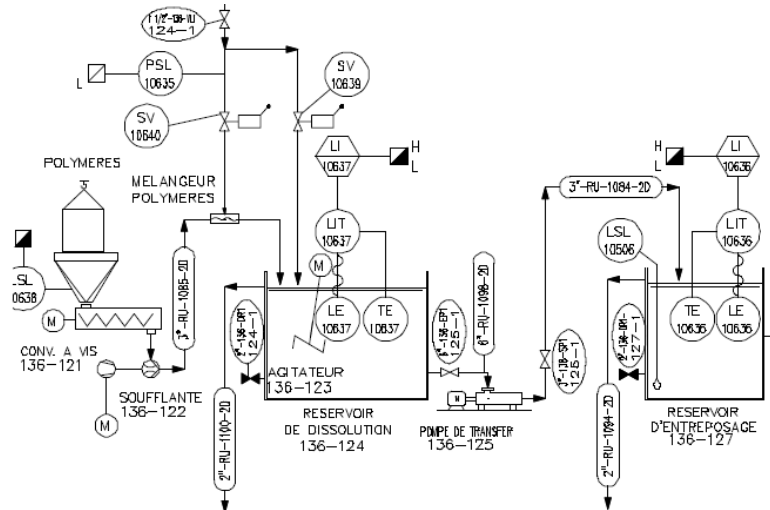 124-1
PSL
10635
L
SV
10639
SV
10640
POLYMERES
MELANGEUR
POLYMERES
LI
10637
H
L
LIT
10637
LE
10637
TE
10637
M
LSL
10638
M
CONV. A VIS
136-121
SOUFFLANTE
136-122
M
3"-RU-1085-2D
2"-RU-1100-2D
AGITATEUR
136-123
RESERVOIR
DE DISSOLUTION
136-124
125-1
6"-RU-1096-2D
M
POMPE DE TRANSFER
136-125
3"-RU-1084-2D
LSL
10506
H
L
LI
10636
LIT
10636
TE
10636
LE
10636
127-1
2"-RU-1094-2D
RESERVOIR
D'ENTREPOSAGE
136-127